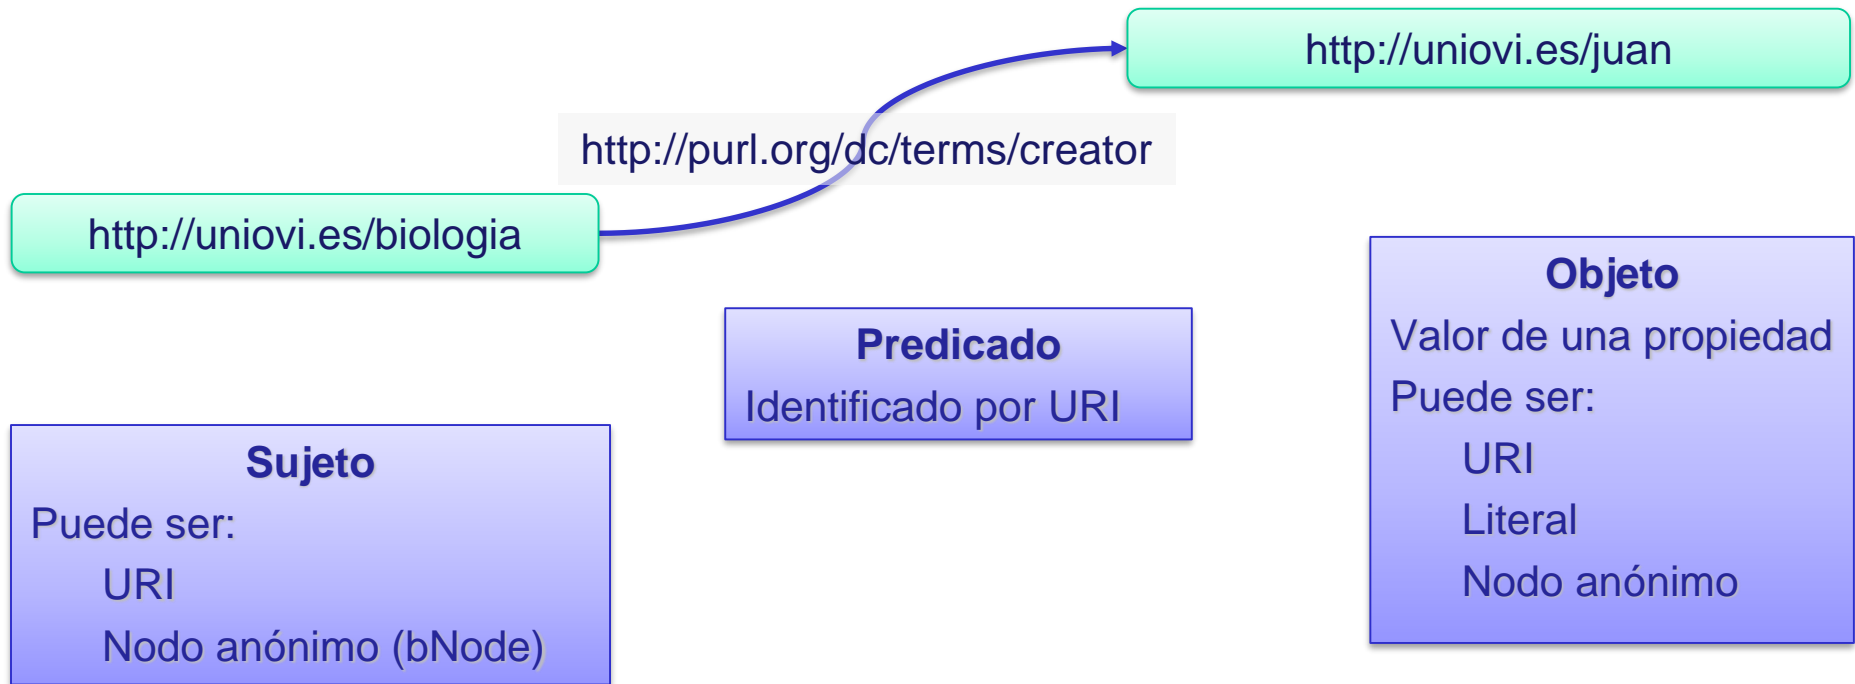 http://uniovi.es/juan
http://purl.org/dc/terms/creator
http://uniovi.es/biologia
Sujeto
Puede ser:
URI
Nodo anónimo (bNode)
Predicado
Identificado por URI
Objeto
Valor de una propiedad
Puede ser:
URI
Literal
Nodo anónimo